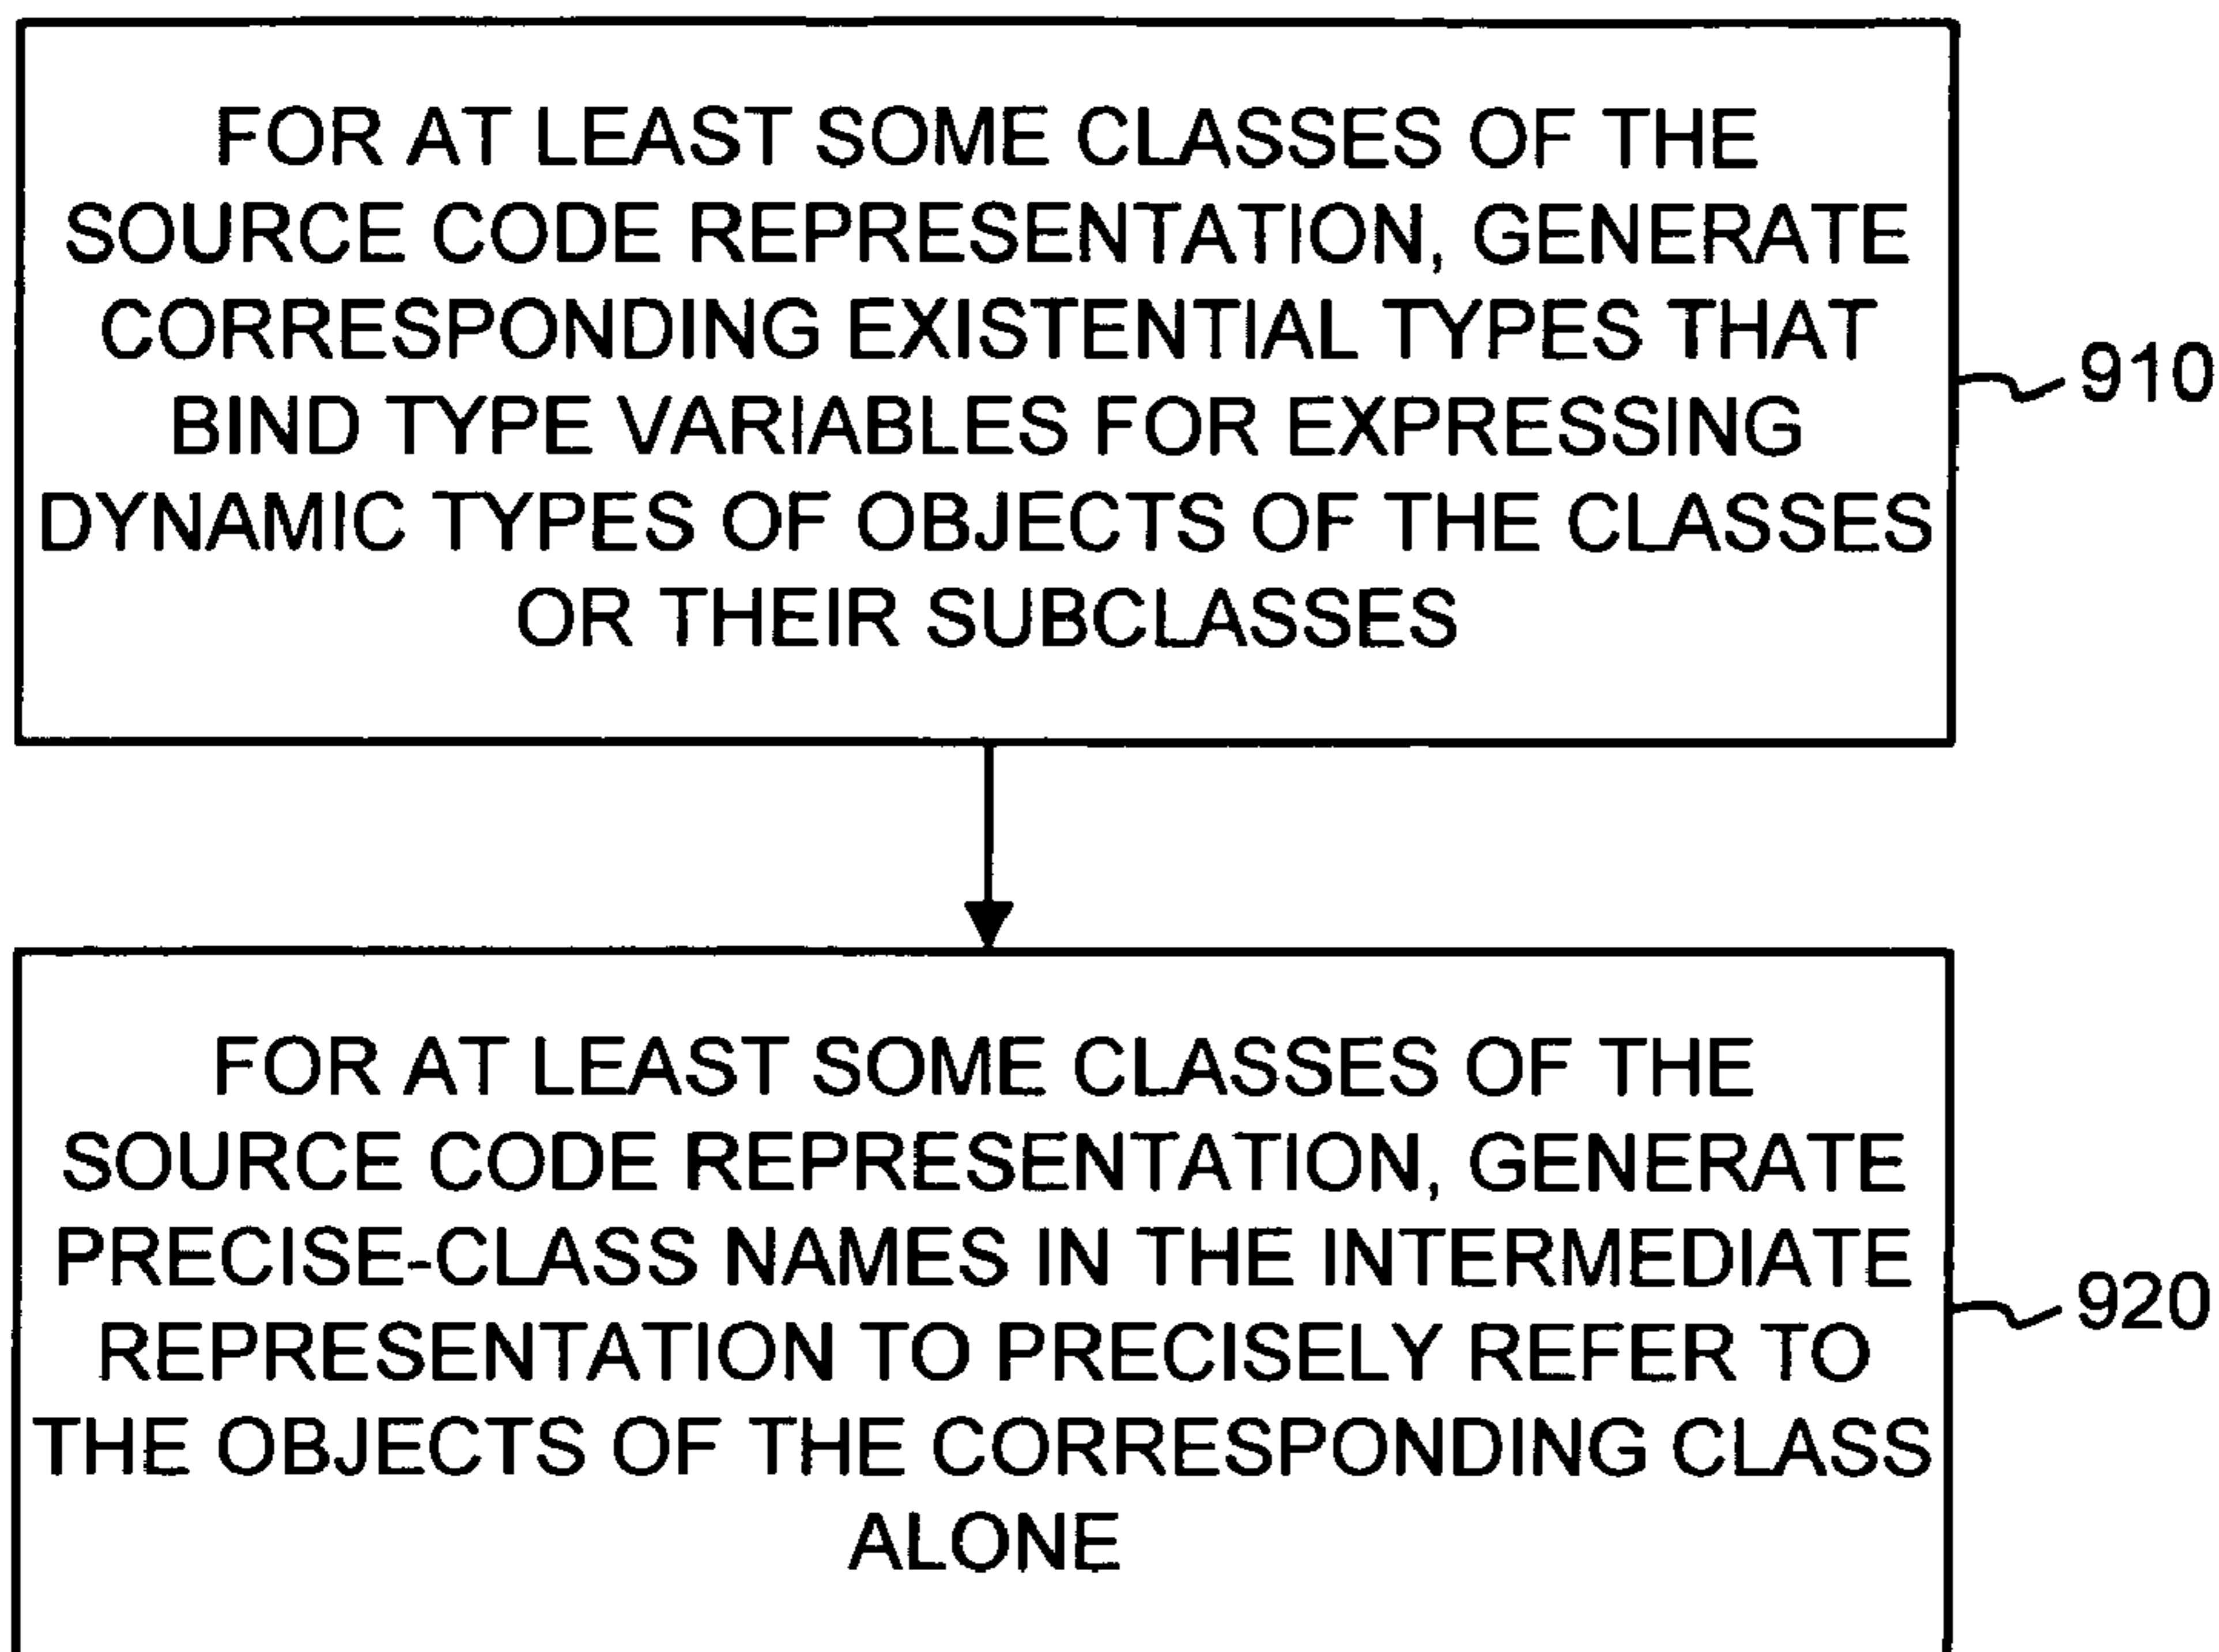 FOR AT LEAST SOME CLASSES OF THE
SOURCE CODE REPRESENTATION, GENERATE
CORRESPONDING EXISTENTIAL TYPES THAT
BIND TYPE VARIABLES FOR EXPRESSING
DYNAMIC TYPES OF OBJECTS OF THE CLASSES
OR THEIR SUBCLASSES
910
FOR AT LEAST SOME CLASSES OF THE
SOURCE CODE REPRESENTATION, GENERATE
PRECISE-CLASS NAMES IN THE INTERMEDIATE
REPRESENTATION TO PRECISELY REFER TO
THE OBJECTS OF THE CORRESPONDING CLASS
ALONE
920